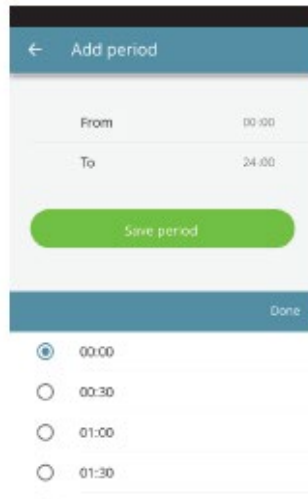 Add period
From 00:00
To 24:00
Save period
Done
00:00
00:30
01:00
01:30